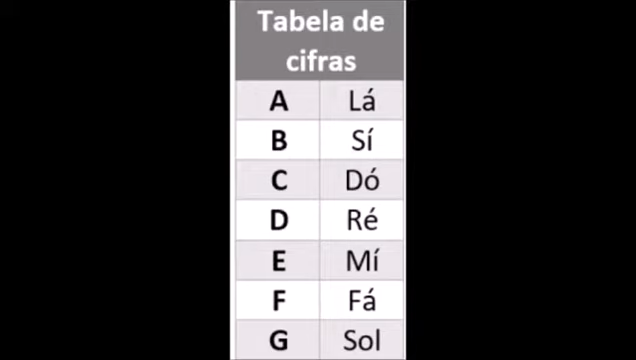 Tabela de
cifras
A Lá
B Sí
C Dó
D Ré
E Mí
F Fá
G Sol